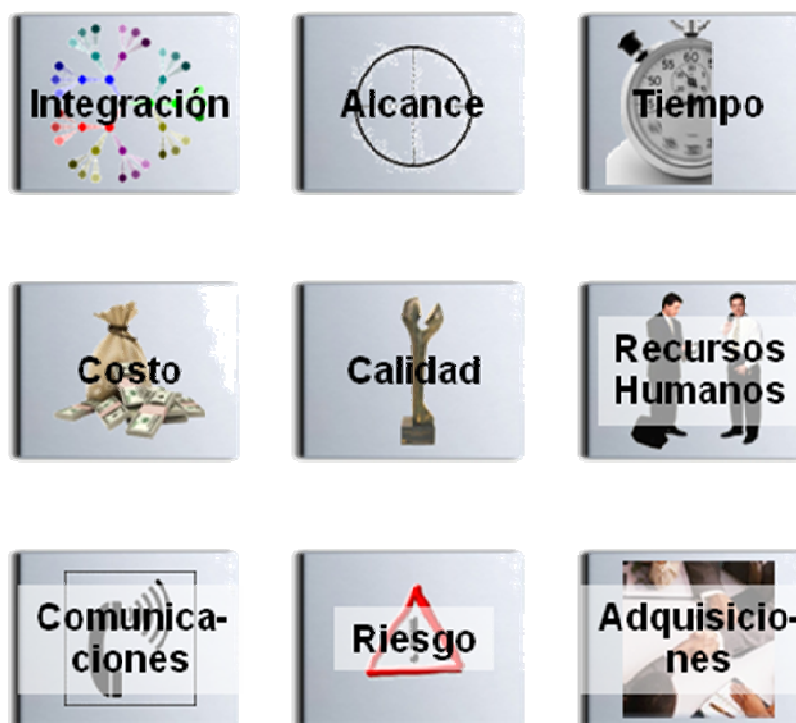 Integración
Alcance
Tiempo
Costo
Calidad
Recursos
Humanos
Comunica-
ciones
Riesgo
Adquisicio-
nes